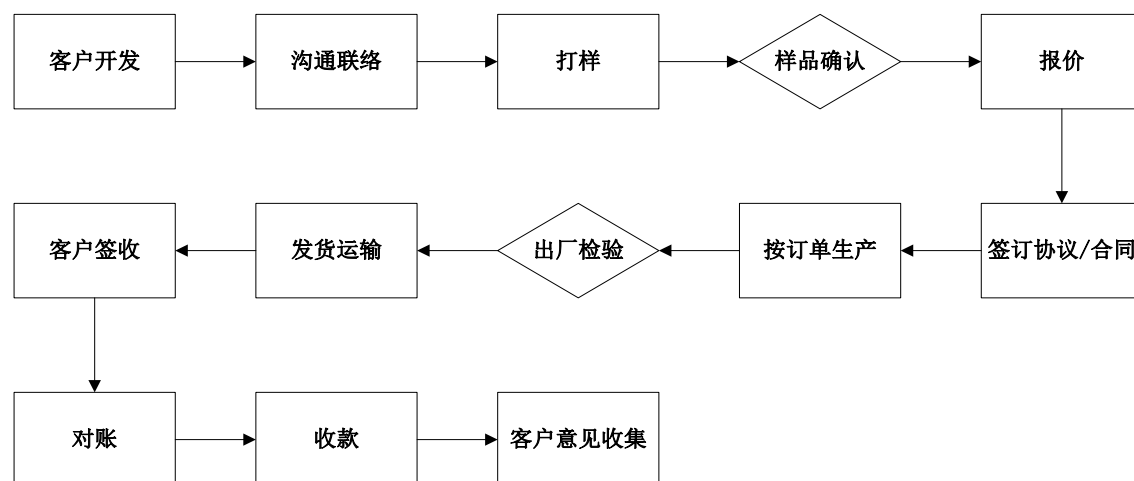 客户开发
沟通联络
打样
样品确认
报价
客户签收
发货运输
出厂检验
按订单生产
签订协议/合同
对账
收款
客户意见收集